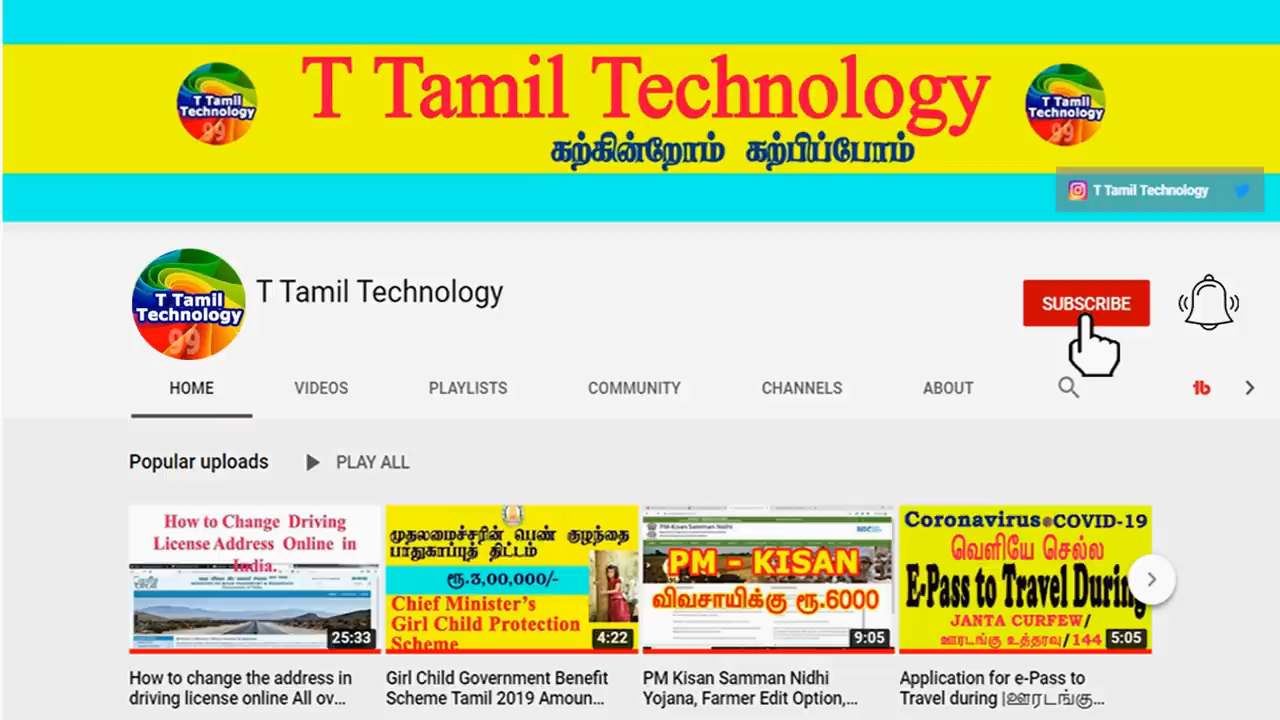 T Tamil Technology
கற்கின்றோம் கற்பிப்போம்
T Tamil
Technology
99
T Tamil
Technology
99
T Tamil Technology
T Tamil
Technology
99
T Tamil Technology
SUBSCRIBE
HOME VIDEOS PLAYLISTS COMMUNITY CHANNELS ABOUT
Popular uploads PLAY ALL
How to Change Driving
License Address Online in
India.
25:33
முதலமைச்சரின் பெண் குழந்தை
பாதுகாப்புத் திட்டம்
ரூ.3,00,000/-
Chief Minister's
Girl Child Protection
Scheme
4:22
PM-Kisan Samman Nidhi
PM - KISAN
விவசாயிக்கு ரூ.6000
9:05
Coronavirus COVID-19
வெளியே செல்ல
E-Pass to Travel During
JANTA CURFEW/
ஊரடங்கு உத்தரவு/144
5:05
How to change the address in
driving license online All ov...
Girl Child Government Benefit
Scheme Tamil 2019 Amoun...
PM Kisan Samman Nidhi
Yojana, Farmer Edit Option,...
Application for e-Pass to
Travel during |ஊரடங்கு...